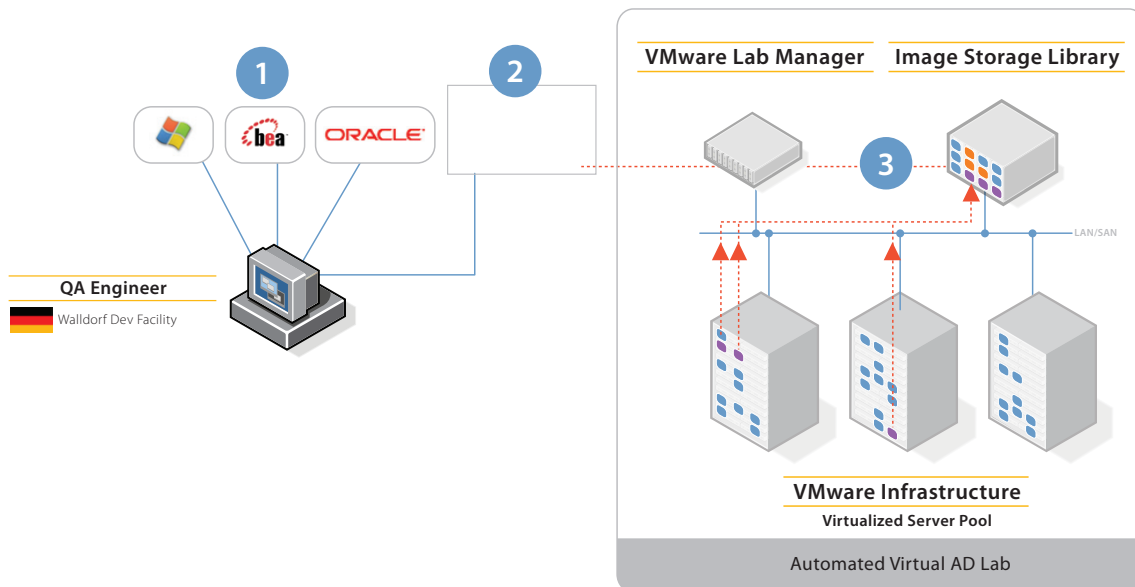 1
2
VMware Lab Manager
Image Storage Library
bea
ORACLE
3
LAN/SAN
QA Engineer
Walldorf Dev Facility
VMware Infrastructure
Virtualized Server Pool
Automated Virtual AD Lab